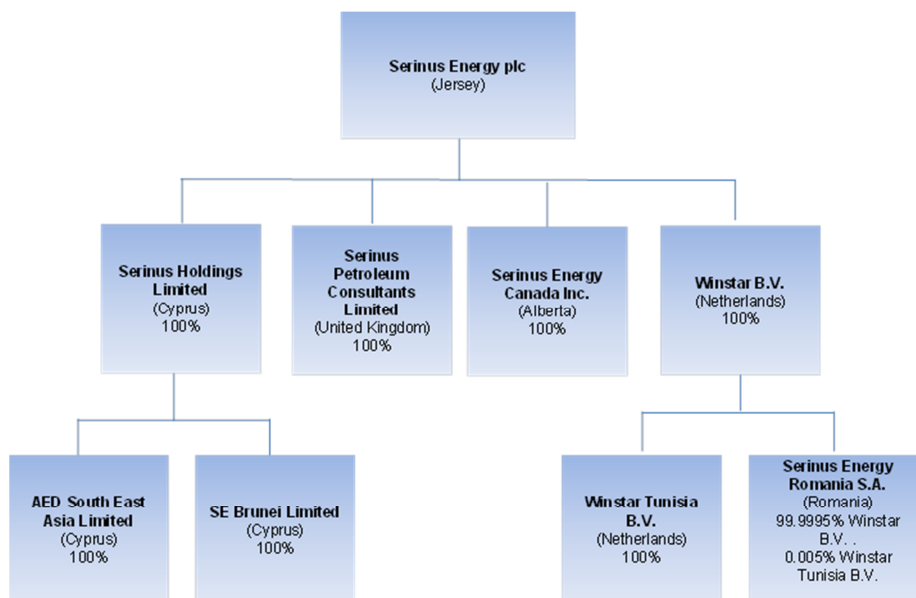 Serinus Energy plc
(Jersey)
Serinus Holdings
Limited
(Cyprus)
100%
Serinus
Petroleum
Consultants
Limited
(United Kingdom)
100%
Serinus Energy
Canada Inc.
(Alberta)
100%
Winstar B.V.
(Netherlands)
100%
AED South East
Asia Limited
(Cyprus)
100%
SE Brunei Limited
(Cyprus)
100%
Winstar Tunisia
B.V.
(Netherlands)
100%
Serinus Energy
Romania S.A.
(Romania)
99.9995% Winstar
B.V. .
0.005% Winstar
Tunisia B.V.